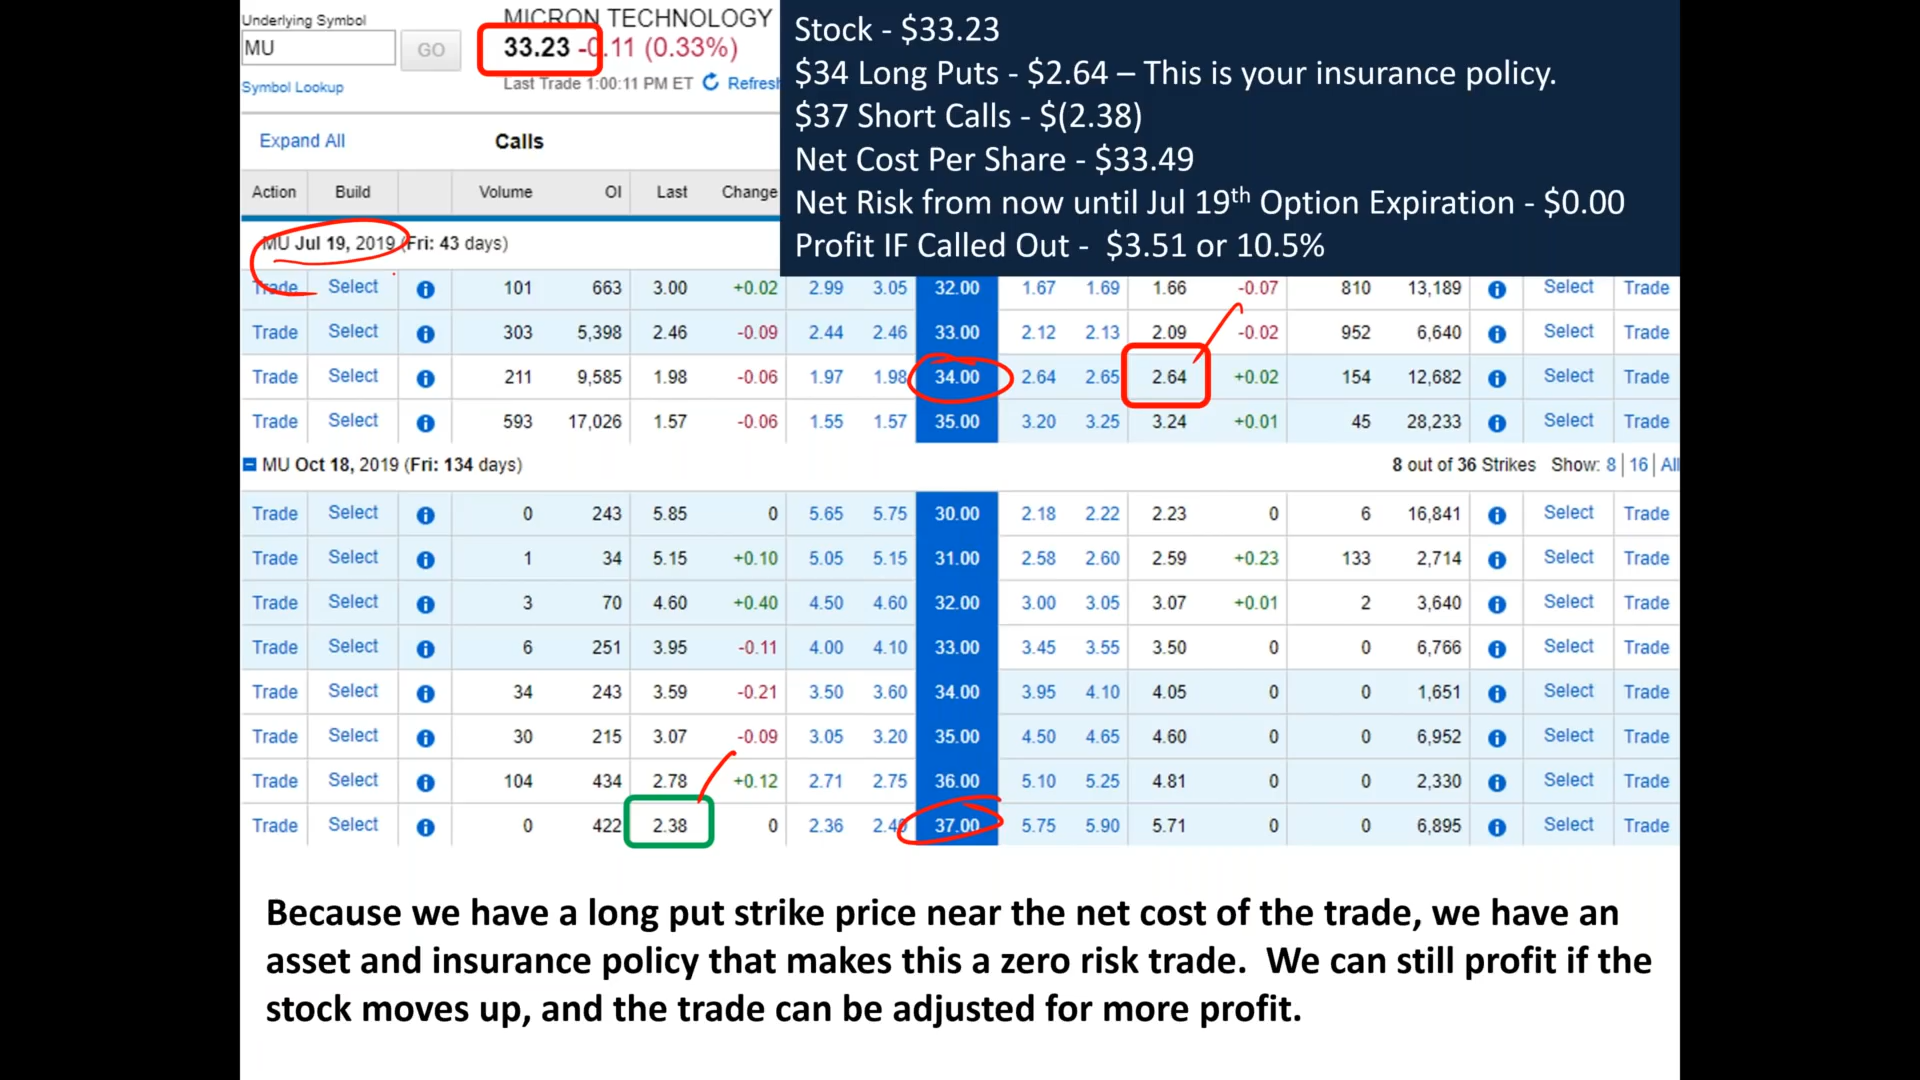 Underlying Symbol
MU GO
Symbol Lookup
MICRON TECHNOLOGY
33.23 -0.11 (0.33%)
Last Trade 1:00:11 PM ET Refresh
Stock - $33.23
$34 Long Puts - $2.64 – This is your insurance policy.
$37 Short Calls - $(2.38)
Net Cost Per Share - $33.49
Net Risk from now until Jul 19th Option Expiration - $0.00
Profit IF Called Out - $3.51 or 10.5%
Expand All Calls
Action Build Volume OI Last Change
MU Jul 19, 2019 (Fri: 43 days)
Trade Select 101 663 3.00 +0.02 2.99 3.05 32.00 1.67 1.69 1.66 -0.07 810 13,189 Select Trade
Trade Select 303 5,398 2.46 -0.09 2.44 2.46 33.00 2.12 2.13 2.09 -0.02 952 6,640 Select Trade
Trade Select 211 9,585 1.98 -0.06 1.97 1.98 34.00 2.64 2.65 2.64 +0.02 154 12,682 Select Trade
Trade Select 593 17,026 1.57 -0.06 1.55 1.57 35.00 3.20 3.25 3.24 +0.01 45 28,233 Select Trade
MU Oct 18, 2019 (Fri: 134 days) 8 out of 36 Strikes Show: 8 | 16 | All
Trade Select 0 243 5.85 0 5.65 5.75 30.00 2.18 2.22 2.23 0 6 16,841 Select Trade
Trade Select 1 34 5.15 +0.10 5.05 5.15 31.00 2.58 2.60 2.59 +0.23 133 2,714 Select Trade
Trade Select 3 70 4.60 +0.40 4.50 4.60 32.00 3.00 3.05 3.07 +0.01 2 3,640 Select Trade
Trade Select 6 251 3.95 -0.11 4.00 4.10 33.00 3.45 3.55 3.50 0 0 6,766 Select Trade
Trade Select 34 243 3.59 -0.21 3.50 3.60 34.00 3.95 4.10 4.05 0 0 1,651 Select Trade
Trade Select 30 215 3.07 -0.09 3.05 3.20 35.00 4.50 4.65 4.60 0 0 6,952 Select Trade
Trade Select 104 434 2.78 +0.12 2.71 2.75 36.00 5.10 5.25 4.81 0 0 2,330 Select Trade
Trade Select 0 422 2.38 0 2.36 2.40 37.00 5.75 5.90 5.71 0 0 6,895 Select Trade
Because we have a long put strike price near the net cost of the trade, we have an
asset and insurance policy that makes this a zero risk trade. We can still profit if the
stock moves up, and the trade can be adjusted for more profit.